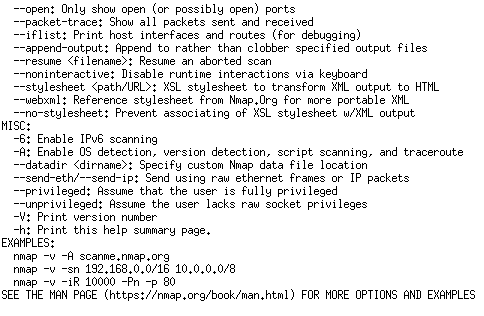 --open: Only show open (or possibly open) ports
--packet-trace: Show all packets sent and received
--iflist: Print host interfaces and routes (for debugging)
--append-output: Append to rather than clobber specified output files
--resume <filename>: Resume an aborted scan
--noninteractive: Disable runtime interactions via keyboard
--stylesheet <path/URL>: XSL stylesheet to transform XML output to HTML
--webxml: Reference stylesheet from Nmap.Org for more portable XML
--no-stylesheet: Prevent associating of XSL stylesheet w/XML output
MISC:
-6: Enable IPv6 scanning
-A: Enable OS detection, version detection, script scanning, and traceroute
--datadir <dirname>: Specify custom Nmap data file location
--send-eth/--send-ip: Send using raw ethernet frames or IP packets
--privileged: Assume that the user is fully privileged
--unprivileged: Assume the user lacks raw socket privileges
-V: Print version number
-h: Print this help summary page.
EXAMPLES:
nmap -v -A scanme.nmap.org
nmap -v -sn 192.168.0.0/16 10.0.0.0/8
nmap -v -iR 10000 -Pn -p 80
SEE THE MAN PAGE (https://nmap.org/book/man.html) FOR MORE OPTIONS AND EXAMPLES